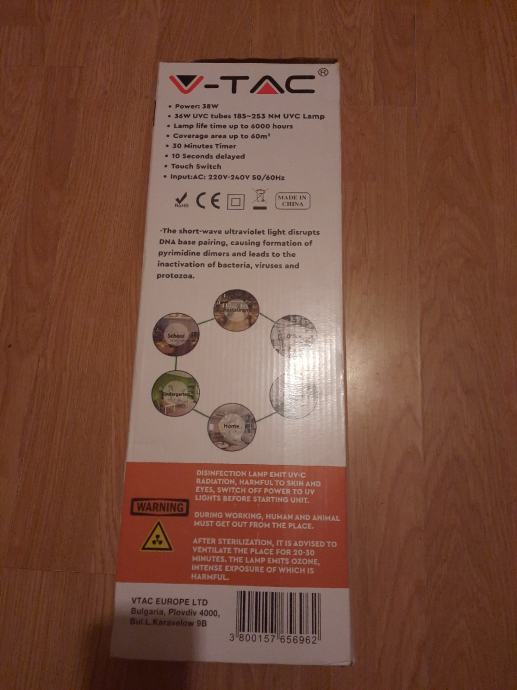 V-TAC®
• Power: 38W
• 36W UVC tubes 185~253 NM UVC Lamp
• Lamp life time up to 6000 hours
• Coverage area up to 60m²
• 30 Minutes Timer
• 10 Seconds delayed
• Touch Switch
• Input:AC: 220V-240V 50/60Hz
RoHS CE MADE IN
CHINA
·The short-wave ultraviolet light disrupts
DNA base pairing, causing formation of
pyrimidine dimers and leads to the
inactivation of bacteria, viruses and
protozoa.
School
Kindergarten
Home
DISINFECTION LAMP EMIT UV-C
RADIATION, HARMFUL TO SKIN AND
EYES, SWITCH OFF POWER TO UV
LIGHTS BEFORE STARTING UNIT.
WARNING
DURING WORKING, HUMAN AND ANIMAL
MUST GET OUT FROM THE PLACE.
AFTER STERILIZATION, IT IS ADVISED TO
VENTILATE THE PLACE FOR 20-30
MINUTES. THE LAMP EMITS OZONE,
INTENSE EXPOSURE OF WHICH IS
HARMFUL.
VTAC EUROPE LTD
Bulgaria, Plovdiv 4000,
Bul.L.Karavelow 9B
3 800157 656962